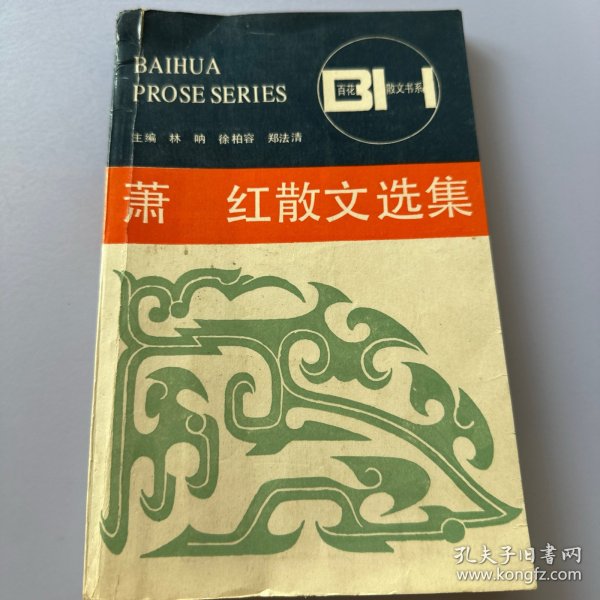 BAIHUA
PROSE SERIES
百花 BH 散文书系
主编 林呐 徐柏容 郑法清
萧 红散文选集
孔夫子旧書网
www.kongfz.com